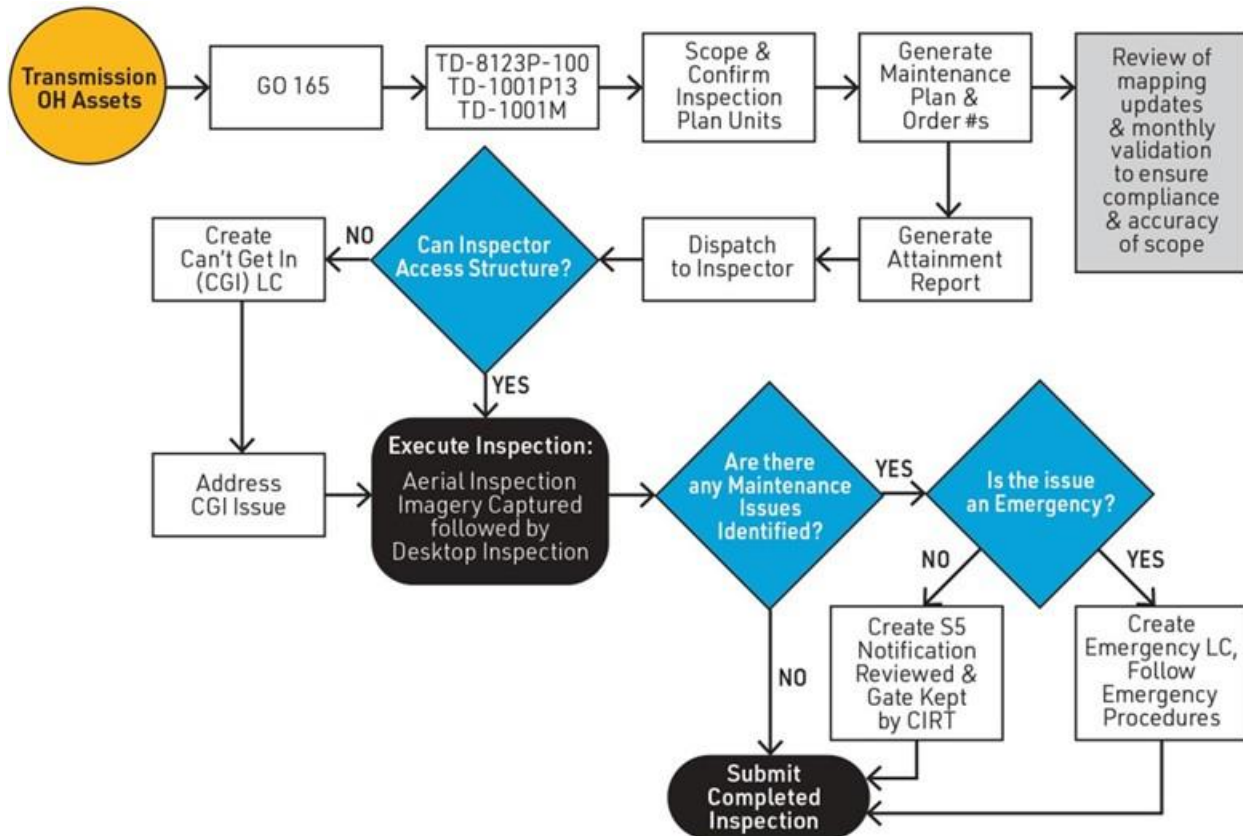 Transmission
OH Assets
GO 165
TD-8123P-100
TD-1001P13
TD-1001M
Scope &
Confirm
Inspection
Plan Units
Generate
Maintenance
Plan &
Order #s
Review of
mapping
updates
& monthly
validation
to ensure
compliance
& accuracy
of scope
Generate
Attainment
Report
Dispatch
to Inspector
Can Inspector
Access Structure?
NO
Create
Can't Get In
(CGI) LC
YES
Address
CGI Issue
Execute Inspection:
Aerial Inspection
Imagery Captured
followed by
Desktop Inspection
Are there
any Maintenance
Issues
Identified?
YES
Is the issue
an Emergency?
NO
YES
Create S5
Notification
Reviewed &
Gate Kept
by CIRT
Create
Emergency LC,
Follow
Emergency
Procedures
NO
Submit
Completed
Inspection